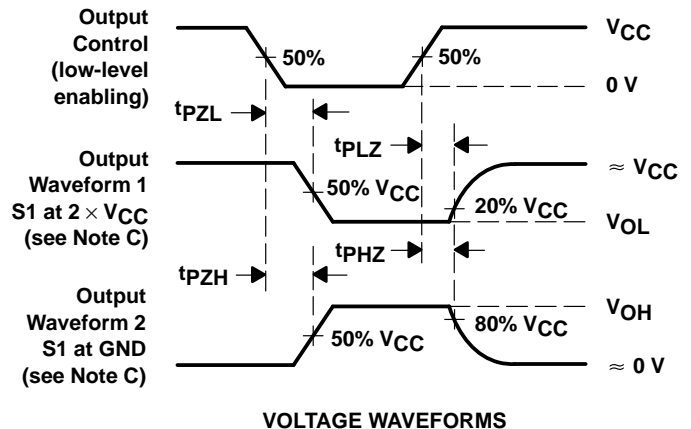 Output
Control
(low-level
enabling)
50%
50%
VCC
0 V
tPZL
tPLZ
Output
Waveform 1
S1 at 2 × VCC
(see Note C)
50% VCC
20% VCC
≈ VCC
VOL
tPZH
tPHZ
Output
Waveform 2
S1 at GND
(see Note C)
50% VCC
80% VCC
VOH
≈ 0 V
VOLTAGE WAVEFORMS